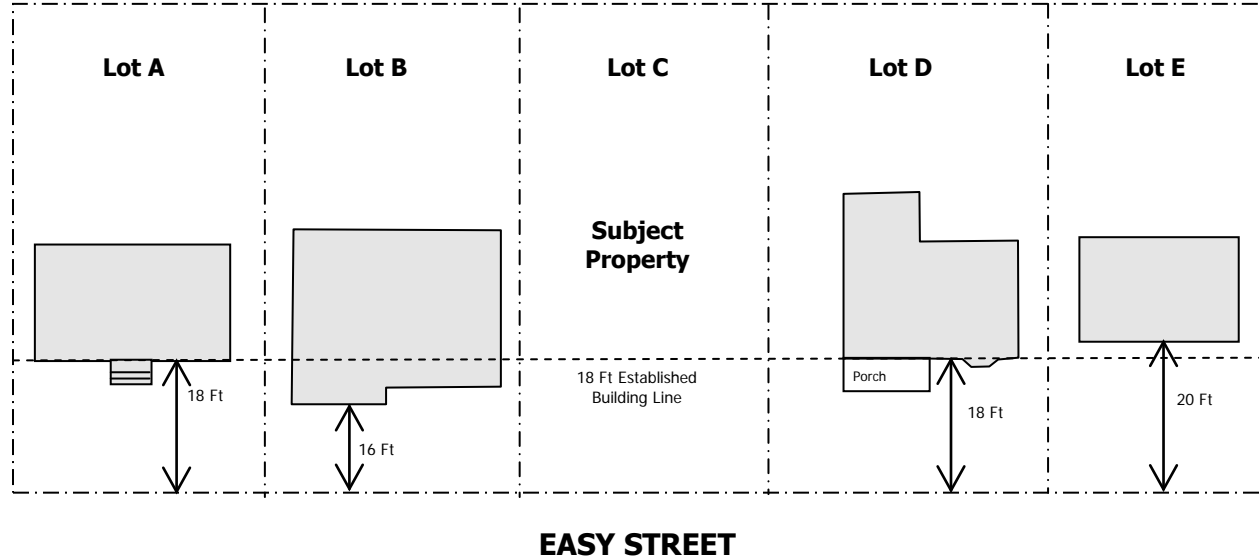 Lot A
Lot B
Lot C
Lot D
Lot E
Subject
Property
18 Ft
16 Ft
18 Ft Established
Building Line
Porch
18 Ft
20 Ft
EASY STREET